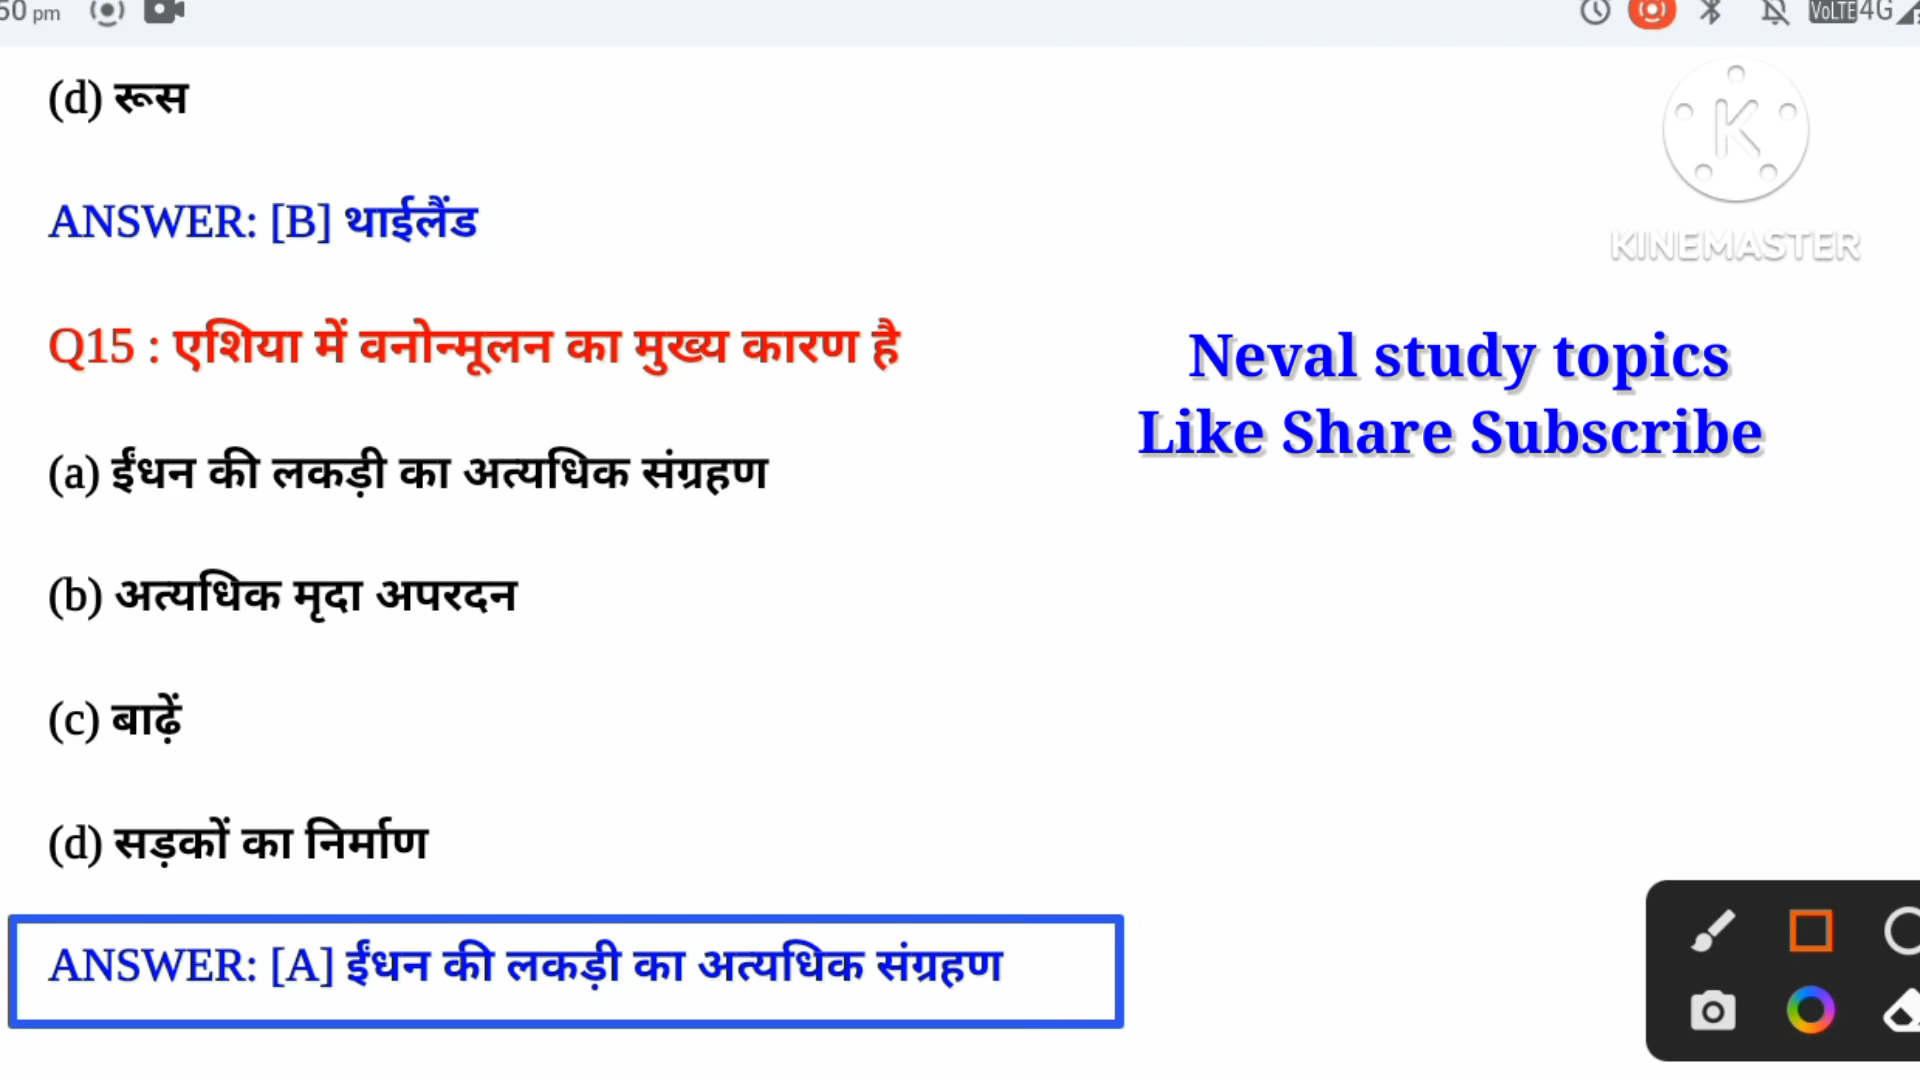 50 pm
VoLTE 4G
(d) रूस
ANSWER: [B] थाईलैंड
Q15 : एशिया में वनोन्मूलन का मुख्य कारण है
(a) ईंधन की लकड़ी का अत्यधिक संग्रहण
(b) अत्यधिक मृदा अपरदन
(c) बाढ़ें
(d) सड़कों का निर्माण
ANSWER: [A] ईंधन की लकड़ी का अत्यधिक संग्रहण
K
KINEMASTER
Neval study topics
Like Share Subscribe